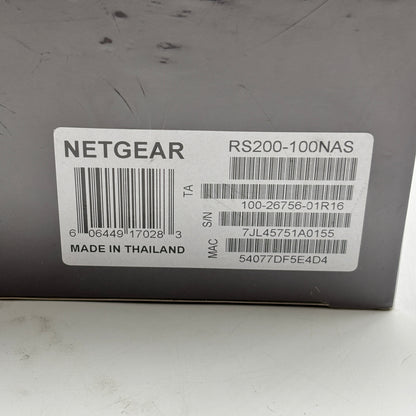 NETGEAR
RS200-100NAS
TA
100-26756-01R16
6 06449 17028 3
S/N
7JL45751A0155
MADE IN THAILAND
MAC
54077DF5E4D4